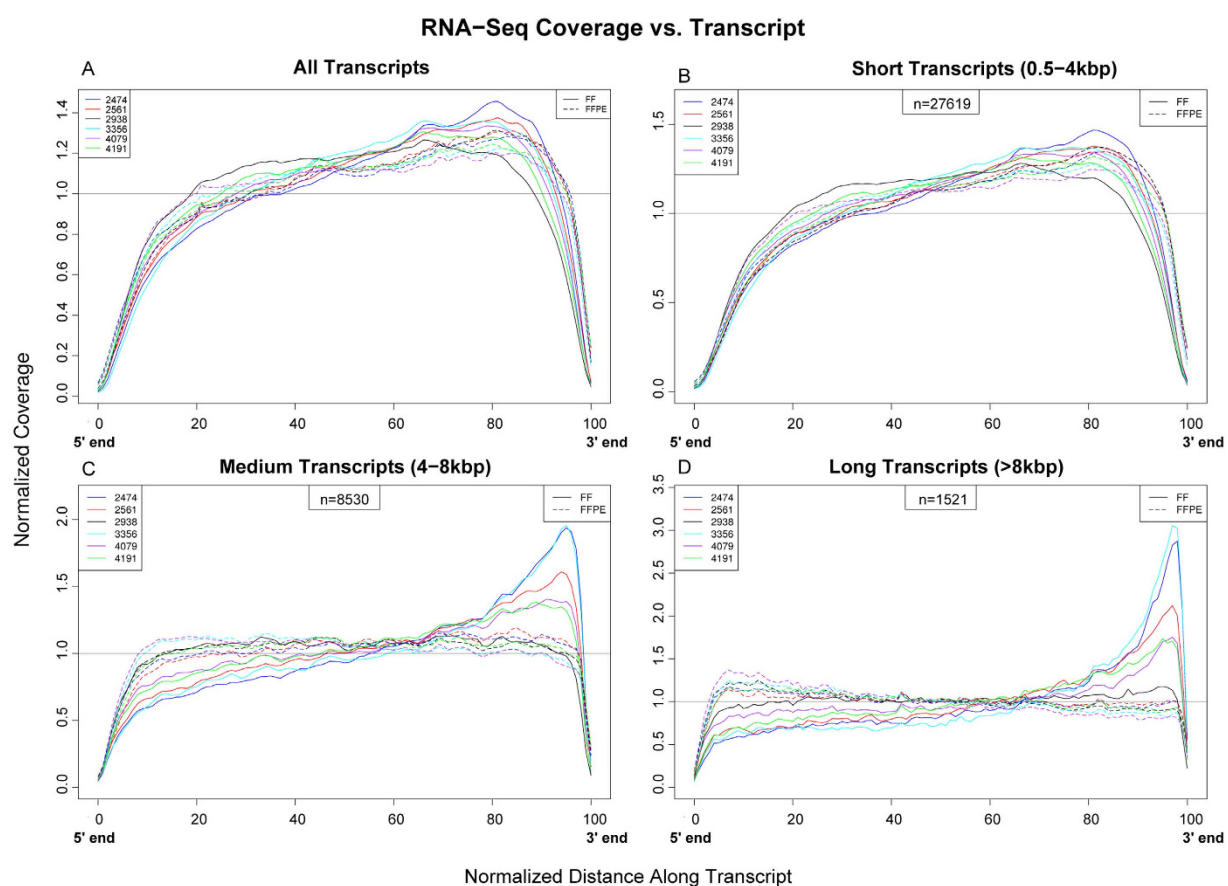 RNA−Seq Coverage vs. Transcript
A
All Transcripts
2474
2561
2938
3356
4079
4191
FF
FFPE
0.0 0.2 0.4 0.6 0.8 1.0 1.2 1.4
0 20 40 60 80 100
5' end 3' end
B
Short Transcripts (0.5−4kbp)
n=27619
2474
2561
2938
3356
4079
4191
FF
FFPE
0.0 0.5 1.0 1.5
0 20 40 60 80 100
5' end 3' end
Normalized Coverage
C
Medium Transcripts (4−8kbp)
n=8530
2474
2561
2938
3356
4079
4191
FF
FFPE
0.0 0.5 1.0 1.5 2.0
0 20 40 60 80 100
5' end 3' end
D
Long Transcripts (>8kbp)
n=1521
2474
2561
2938
3356
4079
4191
FF
FFPE
0.0 0.5 1.0 1.5 2.0 2.5 3.0 3.5
0 20 40 60 80 100
5' end 3' end
Normalized Distance Along Transcript